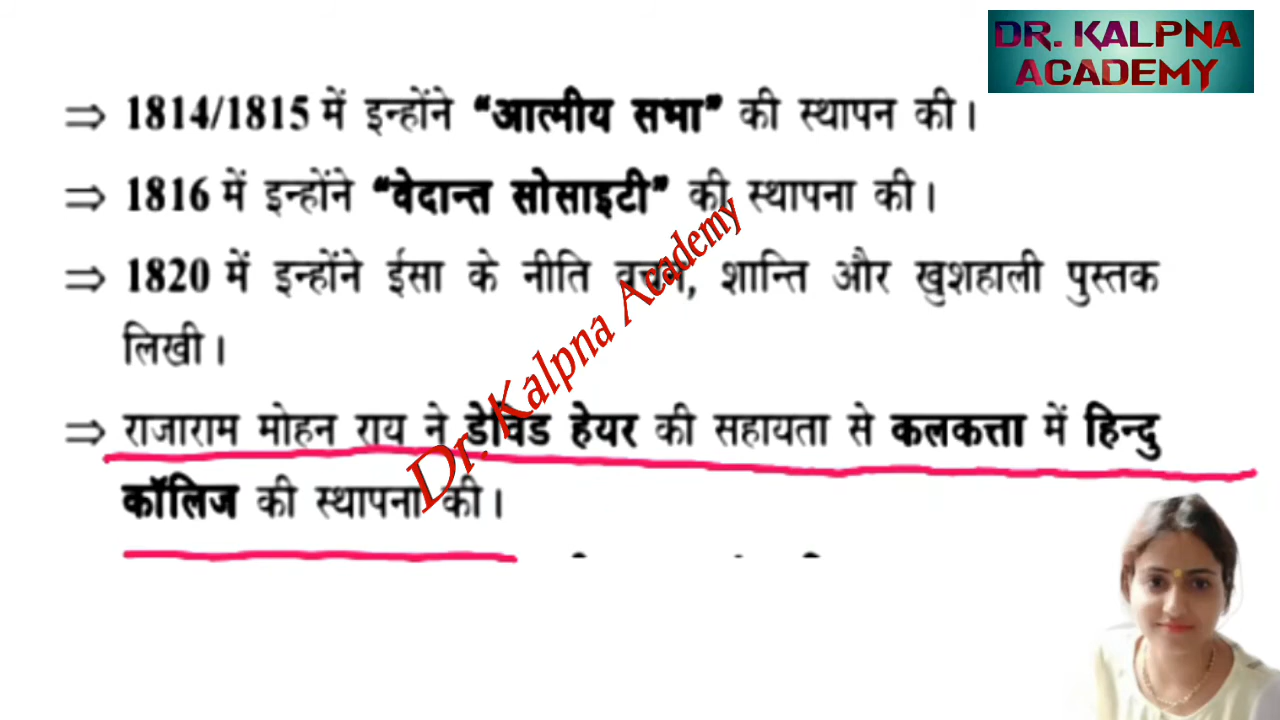 DR. KALPNA
ACADEMY
⇒ 1814/1815 में इन्होंने “आत्मीय सभा” की स्थापन की।
⇒ 1816 में इन्होंने “वेदान्त सोसाइटी” की स्थापना की।
⇒ 1820 में इन्होंने ईसा के नीति वचन, शान्ति और खुशहाली पुस्तक
लिखी।
⇒ राजाराम मोहन राय ने डेविड हेयर की सहायता से कलकत्ता में हिन्दु
कॉलिज की स्थापना की।
Dr. Kalpna Academy